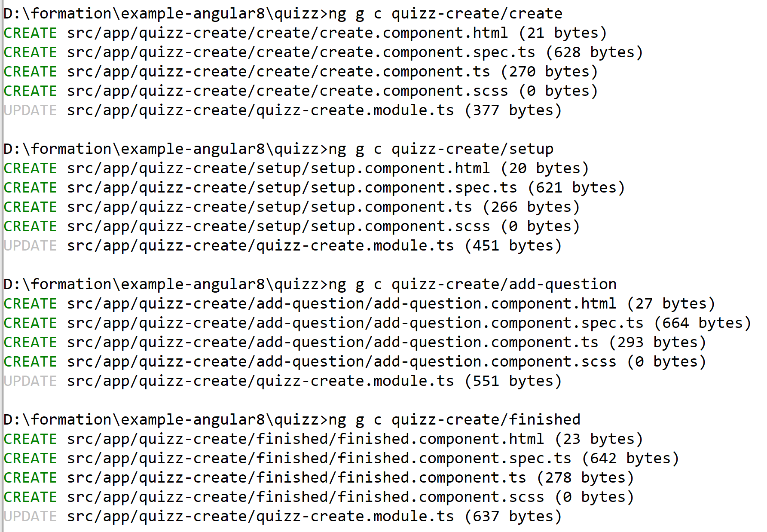 D:\formation\example-angular8\quizz>ng g c quizz-create/create
CREATE src/app/quizz-create/create/create.component.html (21 bytes)
CREATE src/app/quizz-create/create/create.component.spec.ts (628 bytes)
CREATE src/app/quizz-create/create/create.component.ts (270 bytes)
CREATE src/app/quizz-create/create/create.component.scss (0 bytes)
UPDATE src/app/quizz-create/quizz-create.module.ts (377 bytes)
D:\formation\example-angular8\quizz>ng g c quizz-create/setup
CREATE src/app/quizz-create/setup/setup.component.html (20 bytes)
CREATE src/app/quizz-create/setup/setup.component.spec.ts (621 bytes)
CREATE src/app/quizz-create/setup/setup.component.ts (266 bytes)
CREATE src/app/quizz-create/setup/setup.component.scss (0 bytes)
UPDATE src/app/quizz-create/quizz-create.module.ts (451 bytes)
D:\formation\example-angular8\quizz>ng g c quizz-create/add-question
CREATE src/app/quizz-create/add-question/add-question.component.html (27 bytes)
CREATE src/app/quizz-create/add-question/add-question.component.spec.ts (664 bytes)
CREATE src/app/quizz-create/add-question/add-question.component.ts (293 bytes)
CREATE src/app/quizz-create/add-question/add-question.component.scss (0 bytes)
UPDATE src/app/quizz-create/quizz-create.module.ts (551 bytes)
D:\formation\example-angular8\quizz>ng g c quizz-create/finished
CREATE src/app/quizz-create/finished/finished.component.html (23 bytes)
CREATE src/app/quizz-create/finished/finished.component.spec.ts (642 bytes)
CREATE src/app/quizz-create/finished/finished.component.ts (278 bytes)
CREATE src/app/quizz-create/finished/finished.component.scss (0 bytes)
UPDATE src/app/quizz-create/quizz-create.module.ts (637 bytes)